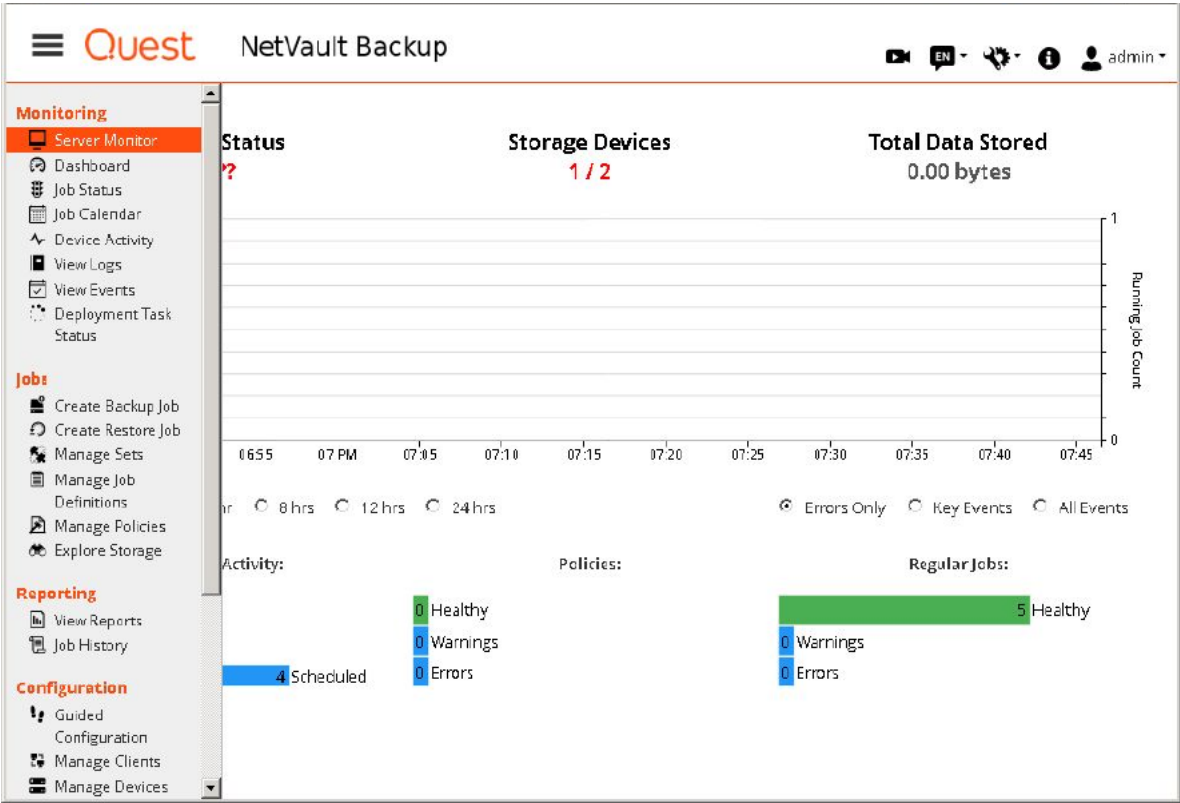 Quest NetVault Backup
EN
admin
Monitoring
Server Monitor
Dashboard
Job Status
Job Calendar
Device Activity
View Logs
View Events
Deployment Task
Status
Jobs
Create Backup Job
Create Restore Job
Manage Sets
Manage Job
Definitions
Manage Policies
Explore Storage
Reporting
View Reports
Job History
Configuration
Guided
Configuration
Manage Clients
Manage Devices
Status
Storage Devices
1 / 2
Total Data Stored
0.00 bytes
1
Running Job Count
0
06:55 07 PM 07:05 07:10 07:15 07:20 07:25 07:30 07:35 07:40 07:45
8 hrs 12 hrs 24 hrs
Errors Only Key Events All Events
Activity:
4 Scheduled
Policies:
0 Healthy
0 Warnings
0 Errors
Regular Jobs:
5 Healthy
0 Warnings
0 Errors